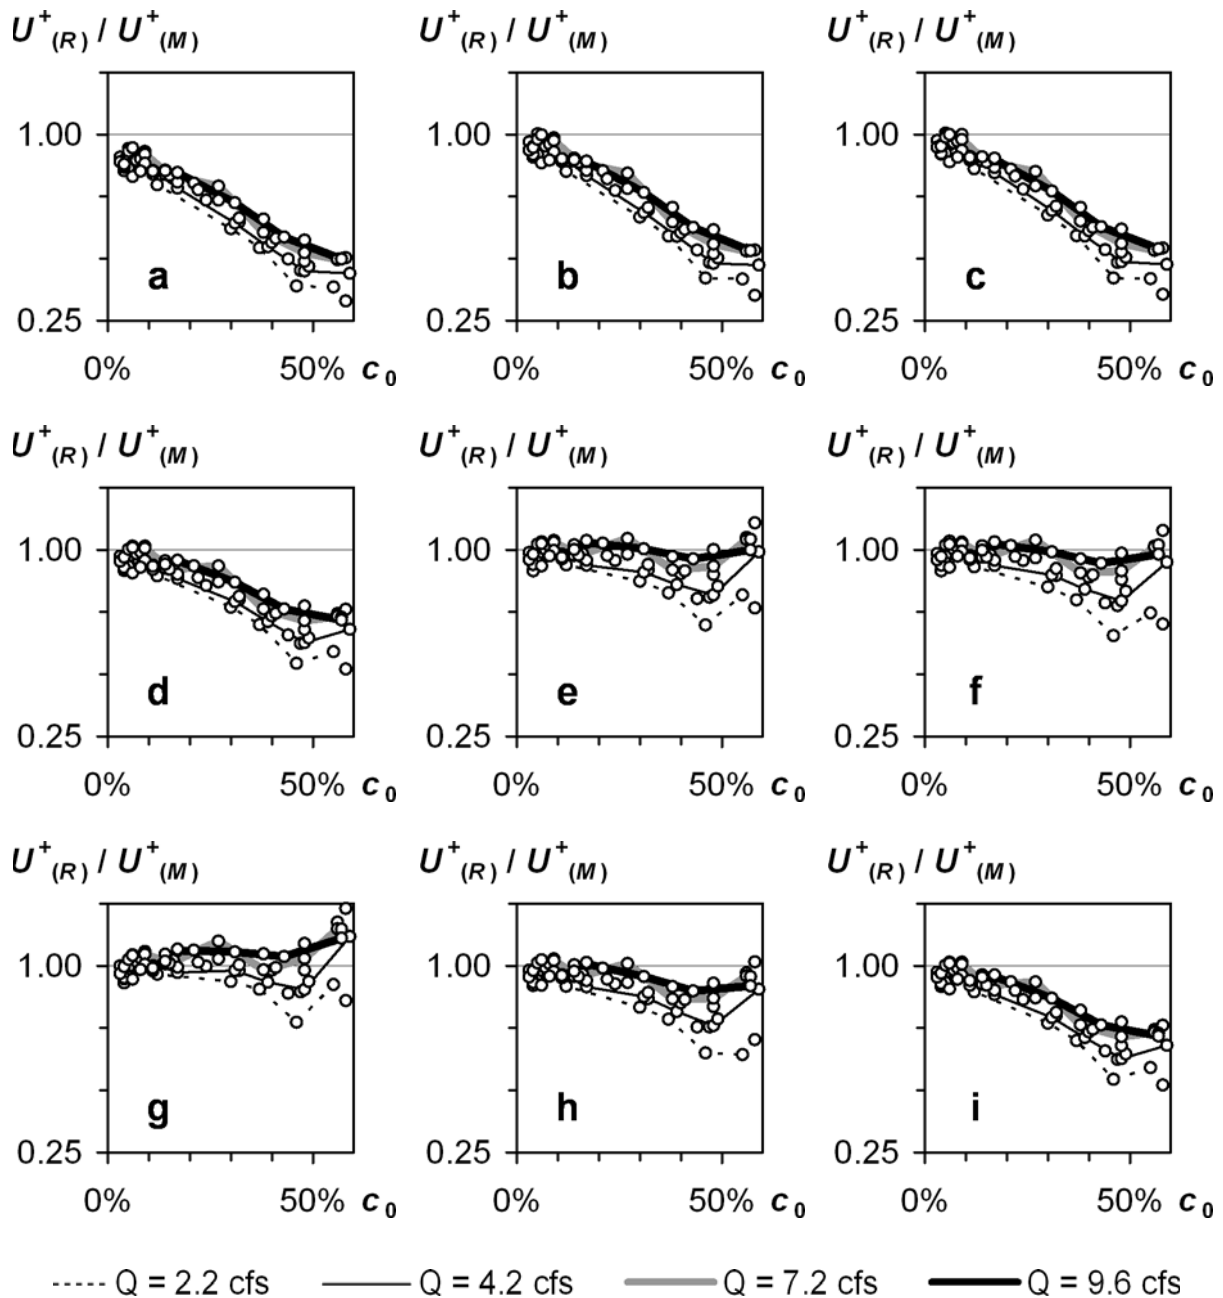 U⁺(R) / U⁺(M) U⁺(R) / U⁺(M) U⁺(R) / U⁺(M)
1.00 1.00 1.00
a b c
0.25 0.25 0.25
0% 50% c₀ 0% 50% c₀ 0% 50% c₀
U⁺(R) / U⁺(M) U⁺(R) / U⁺(M) U⁺(R) / U⁺(M)
1.00 1.00 1.00
d e f
0.25 0.25 0.25
0% 50% c₀ 0% 50% c₀ 0% 50% c₀
U⁺(R) / U⁺(M) U⁺(R) / U⁺(M) U⁺(R) / U⁺(M)
1.00 1.00 1.00
g h i
0.25 0.25 0.25
0% 50% c₀ 0% 50% c₀ 0% 50% c₀
Q = 2.2 cfs Q = 4.2 cfs Q = 7.2 cfs Q = 9.6 cfs